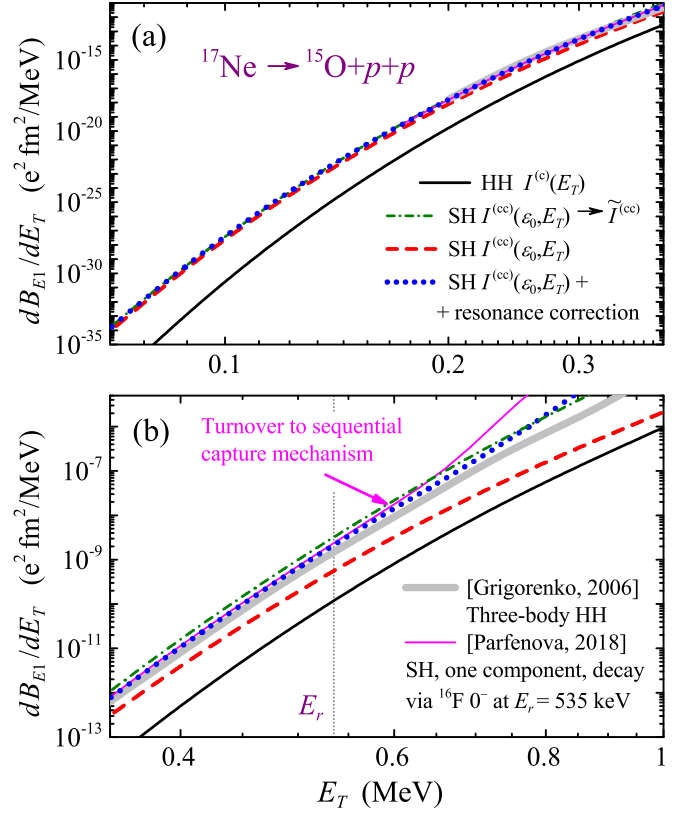 (a)
¹⁷Ne → ¹⁵O+p+p
dB_E1/dE_T (e² fm²/MeV)
10⁻¹⁵
10⁻²⁰
10⁻²⁵
10⁻³⁰
10⁻³⁵
HH I⁽ᶜ⁾(E_T)
SH I⁽ᶜᶜ⁾(ε₀,E_T) → Ĩ⁽ᶜᶜ⁾
SH I⁽ᶜᶜ⁾(ε₀,E_T)
SH I⁽ᶜᶜ⁾(ε₀,E_T) +
+ resonance correction
0.1 0.2 0.3
(b)
Turnover to sequential
capture mechanism
dB_E1/dE_T (e² fm²/MeV)
10⁻⁷
10⁻⁹
10⁻¹¹
10⁻¹³
E_r
[Grigorenko, 2006]
Three-body HH
[Parfenova, 2018]
SH, one component, decay
via ¹⁶F 0⁻ at E_r = 535 keV
0.4 0.6 0.8 1
E_T (MeV)